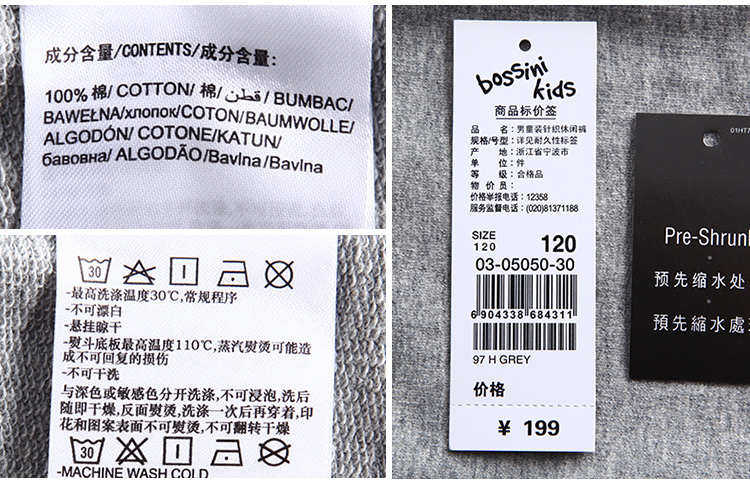 成分含量/CONTENTS/成分含量:
100% 棉/ COTTON/ 棉/ قطن/ BUMBAC/
BAWEŁNA/хлопок/COTON/BAUMWOLLE/
ALGODÓN/ COTONE/KATUN/
бавовна/ ALGODÃO/Bavlna/Bavlna
30
-最高洗涤温度30℃,常规程序
-不可漂白
-悬挂晾干
-熨斗底板最高温度110℃,蒸汽熨烫可能造
成不可回复的损伤
-不可干洗
与深色或敏感色分开洗涤,不可浸泡,洗后
随即干燥,反面熨烫,洗涤一次后再穿着,印
花和图案表面不可熨烫,不可翻转干燥
30
-MACHINE WASH COLD
bossini
kids
商品标价签
品 名:男童装针织休闲裤
规格/号型:详见耐久性标签
产 地:浙江省宁波市
单 位:件
等 级:合格品
物 价 员:
价格举报电话:12358
服务监督电话:(020)81371188
SIZE
120 120
03-05050-30
6 904338 684311
97 H GREY
价格
¥ 199
01HT7
Pre-Shrunk
预先缩水处
預先縮水處